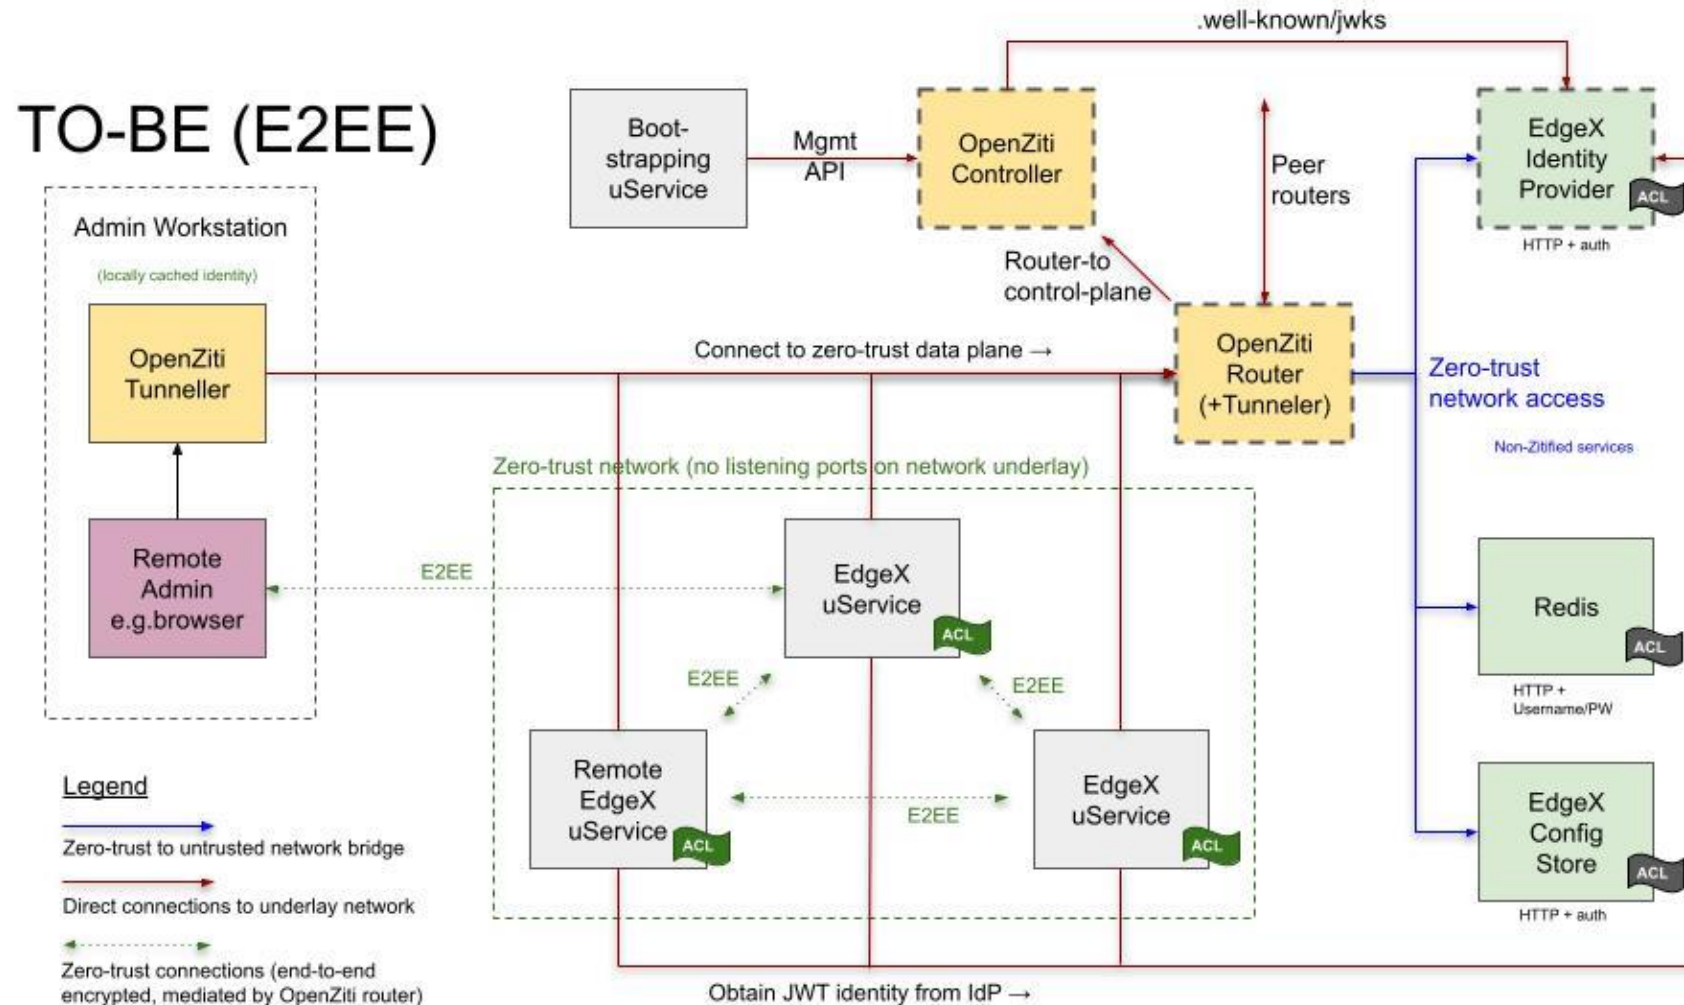 .well-known/jwks
TO-BE (E2EE)
Boot-
strapping
uService
Mgmt
API
OpenZiti
Controller
Peer
routers
EdgeX
Identity
Provider
ACL
HTTP + auth
Admin Workstation
(locally cached identity)
Router-to
control-plane
OpenZiti
Tunneller
Connect to zero-trust data plane →
OpenZiti
Router
(+Tunneler)
Zero-trust
network access
Non-Zitified services
Zero-trust network (no listening ports on network underlay)
Remote
Admin
e.g.browser
E2EE
EdgeX
uService
ACL
Redis
ACL
HTTP +
Username/PW
E2EE
E2EE
Remote
EdgeX
uService
ACL
E2EE
EdgeX
uService
ACL
EdgeX
Config
Store
ACL
HTTP + auth
Legend
Zero-trust to untrusted network bridge
Direct connections to underlay network
Zero-trust connections (end-to-end
encrypted, mediated by OpenZiti router)
Obtain JWT identity from IdP →